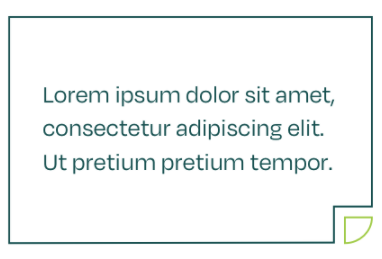 Lorem ipsum dolor sit amet,
consectetur adipiscing elit.
Ut pretium pretium tempor.